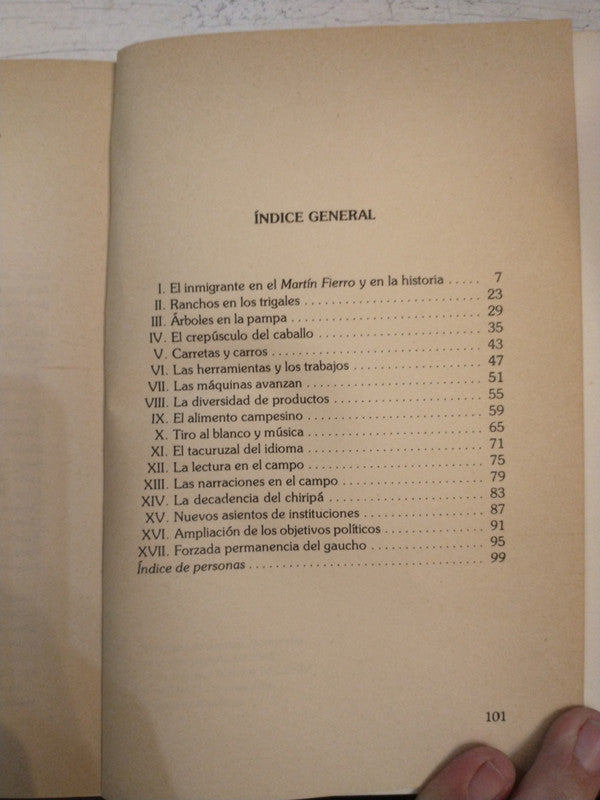 ÍNDICE GENERAL
I. El inmigrante en el Martín Fierro y en la historia ..... 7
II. Ranchos en los trigales ........................ 23
III. Árboles en la pampa .......................... 29
IV. El crepúsculo del caballo ...................... 35
V. Carretas y carros ............................. 43
VI. Las herramientas y los trabajos ................. 47
VII. Las máquinas avanzan ........................ 51
VIII. La diversidad de productos .................... 55
IX. El alimento campesino ........................ 59
X. Tiro al blanco y música ........................ 65
XI. El tacuruzal del idioma ........................ 71
XII. La lectura en el campo ........................ 75
XIII. Las narraciones en el campo ................... 79
XIV. La decadencia del chiripá ..................... 83
XV. Nuevos asientos de instituciones ................ 87
XVI. Ampliación de los objetivos políticos ............. 91
XVII. Forzada permanencia del gaucho ............... 95
Índice de personas ................................ 99
101